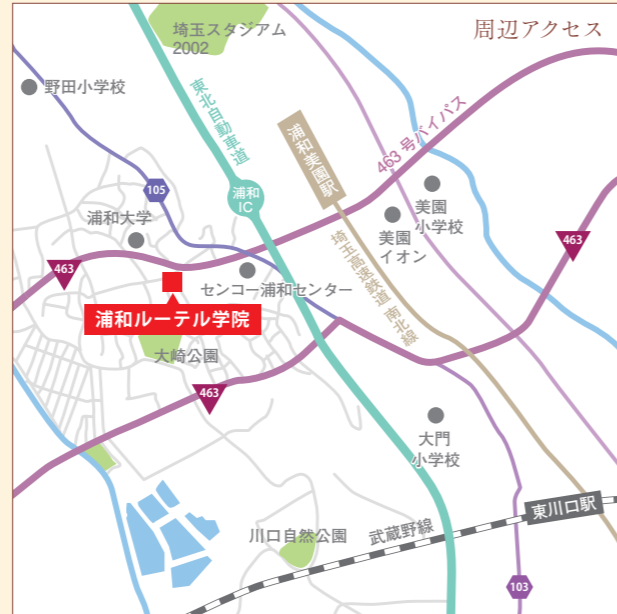 周辺アクセス
埼玉スタジアム
2002
野田小学校
東北自動車道
浦和美園駅
463 号バイパス
105
浦和
IC
浦和大学
美園
小学校
美園
イオン
463
463
センコー浦和センター
埼玉高速鉄道 南北線
浦和ルーテル学院
大崎公園
463
大門
小学校
川口自然公園
武蔵野線
東川口駅
103